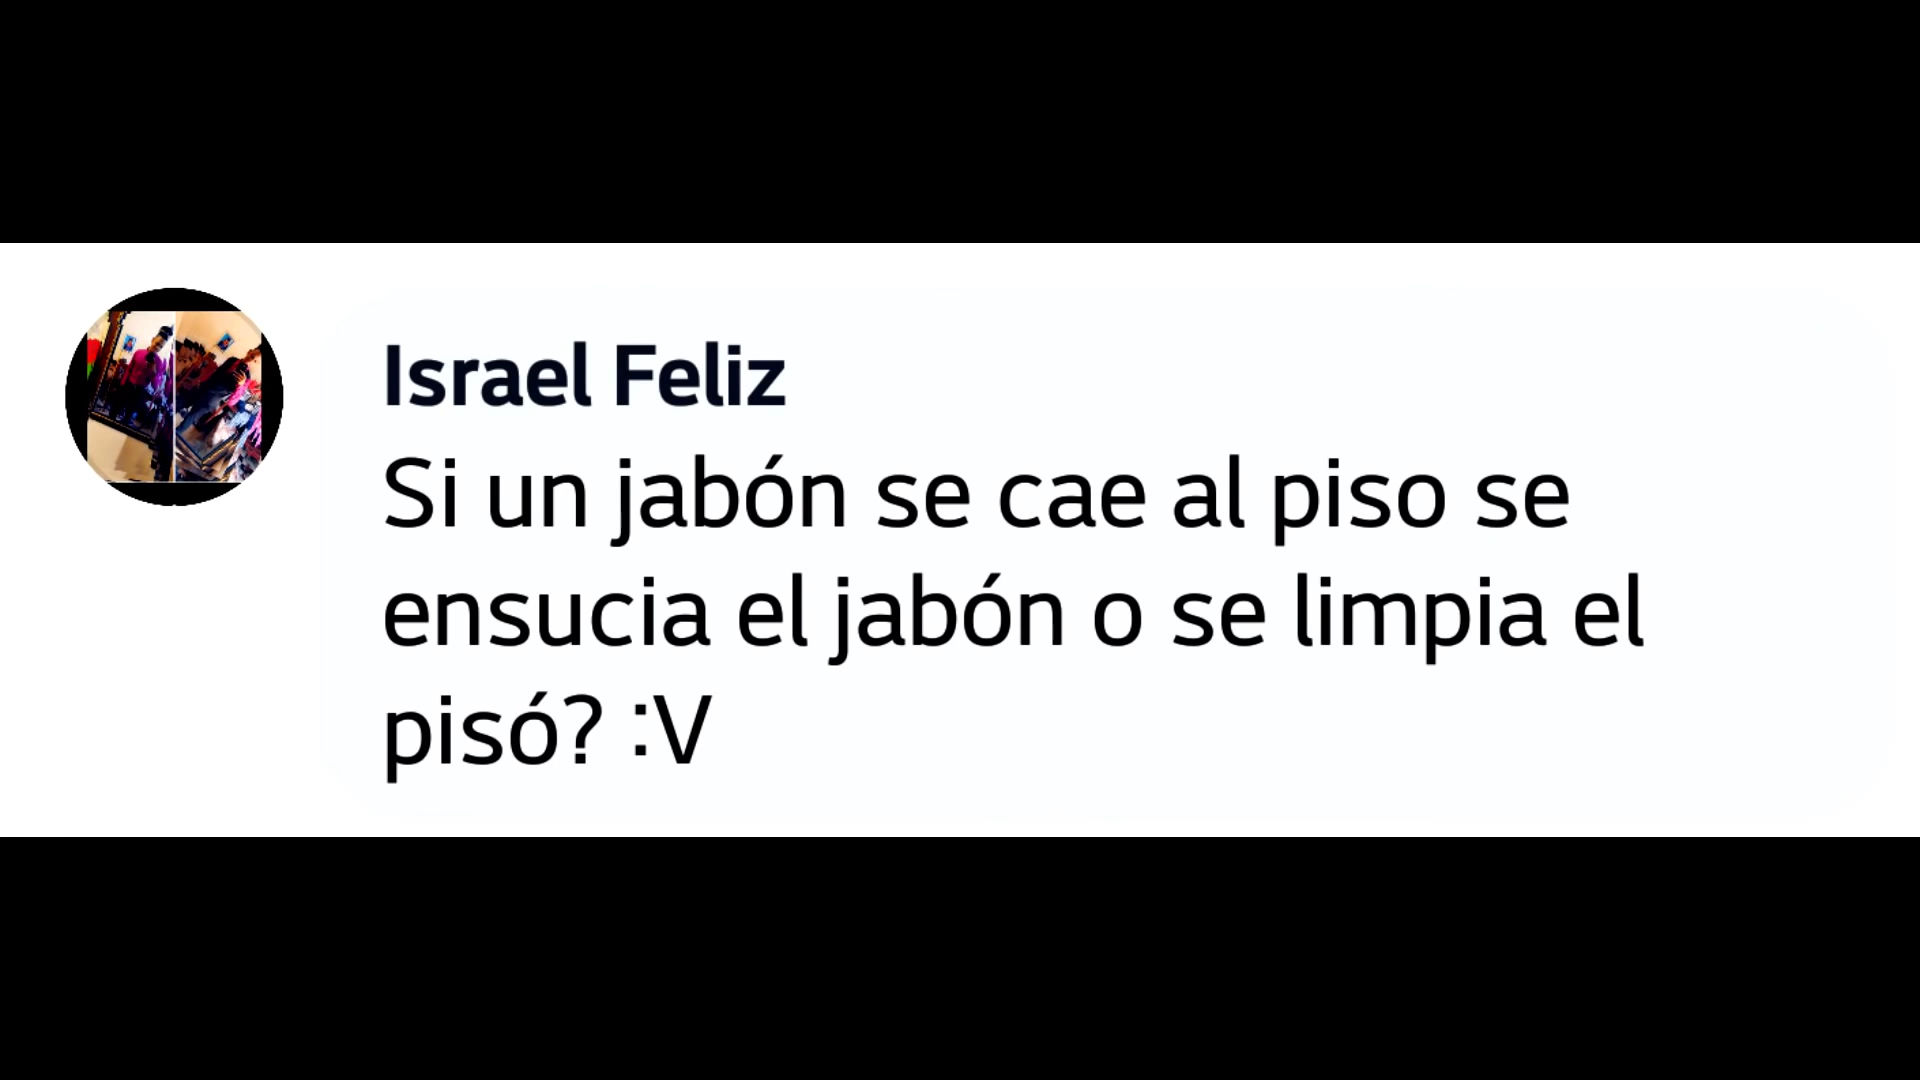 Israel Feliz
Si un jabón se cae al piso se
ensucia el jabón o se limpia el
pisó? :V